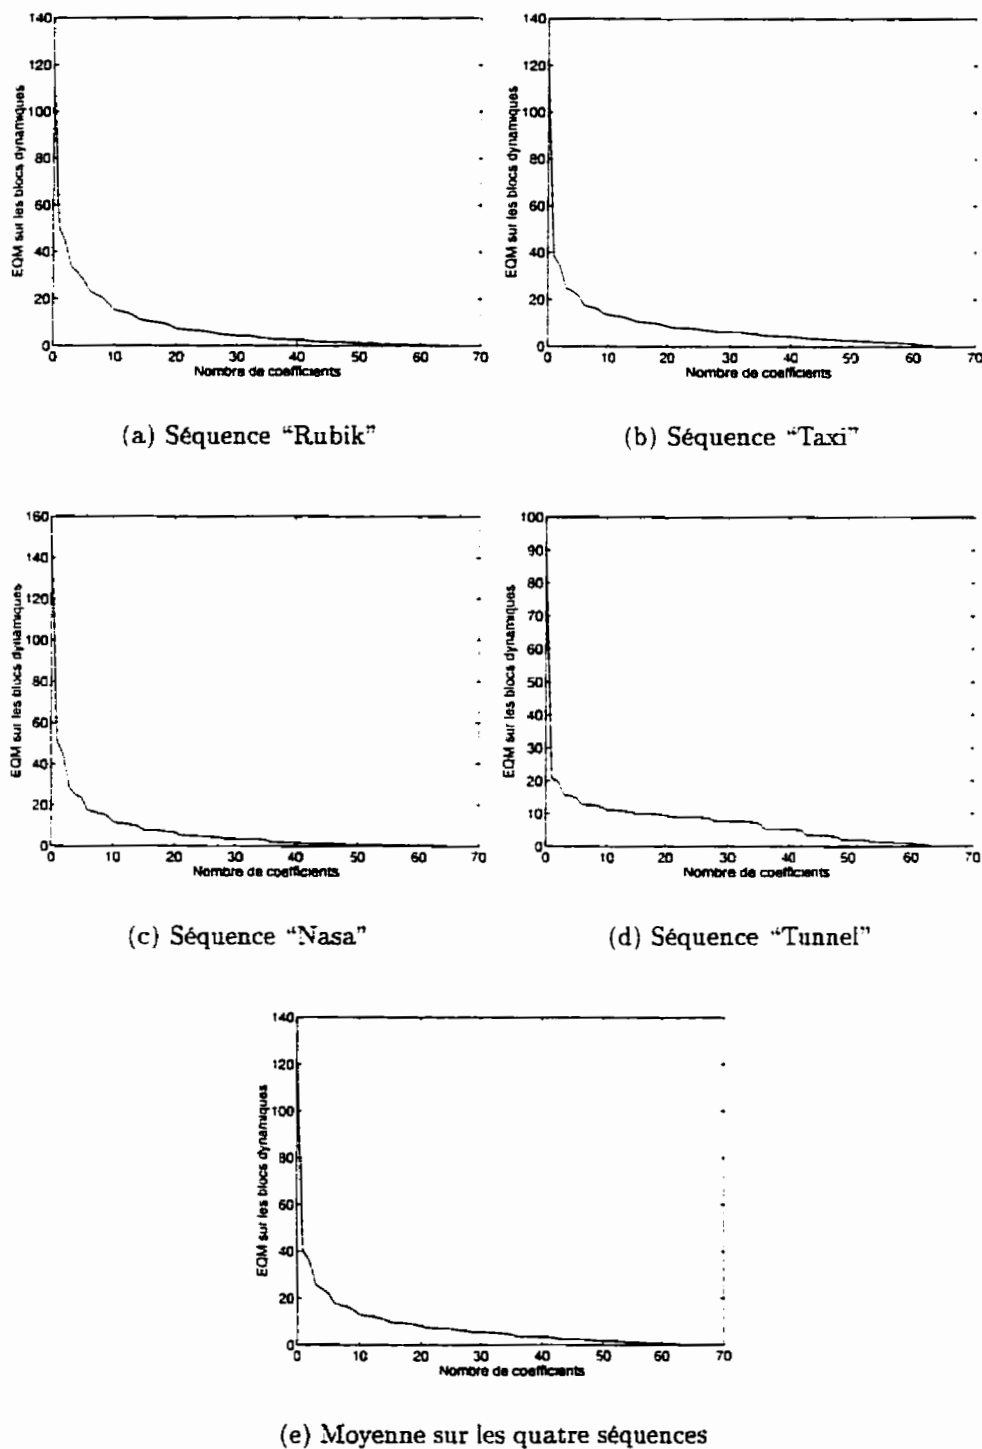 140
120
100
80
60
40
20
0
EQM sur les blocs dynamiques
0 10 20 30 40 50 60 70
Nombre de coefficients
(a) Séquence “Rubik”
140
120
100
80
60
40
20
0
EQM sur les blocs dynamiques
0 10 20 30 40 50 60 70
Nombre de coefficients
(b) Séquence “Taxi”
160
140
120
100
80
60
40
20
0
EQM sur les blocs dynamiques
0 10 20 30 40 50 60 70
Nombre de coefficients
(c) Séquence “Nasa”
100
90
80
70
60
50
40
30
20
10
0
EQM sur les blocs dynamiques
0 10 20 30 40 50 60 70
Nombre de coefficients
(d) Séquence “Tunnel”
140
120
100
80
60
40
20
0
EQM sur les blocs dynamiques
0 10 20 30 40 50 60 70
Nombre de coefficients
(e) Moyenne sur les quatre séquences